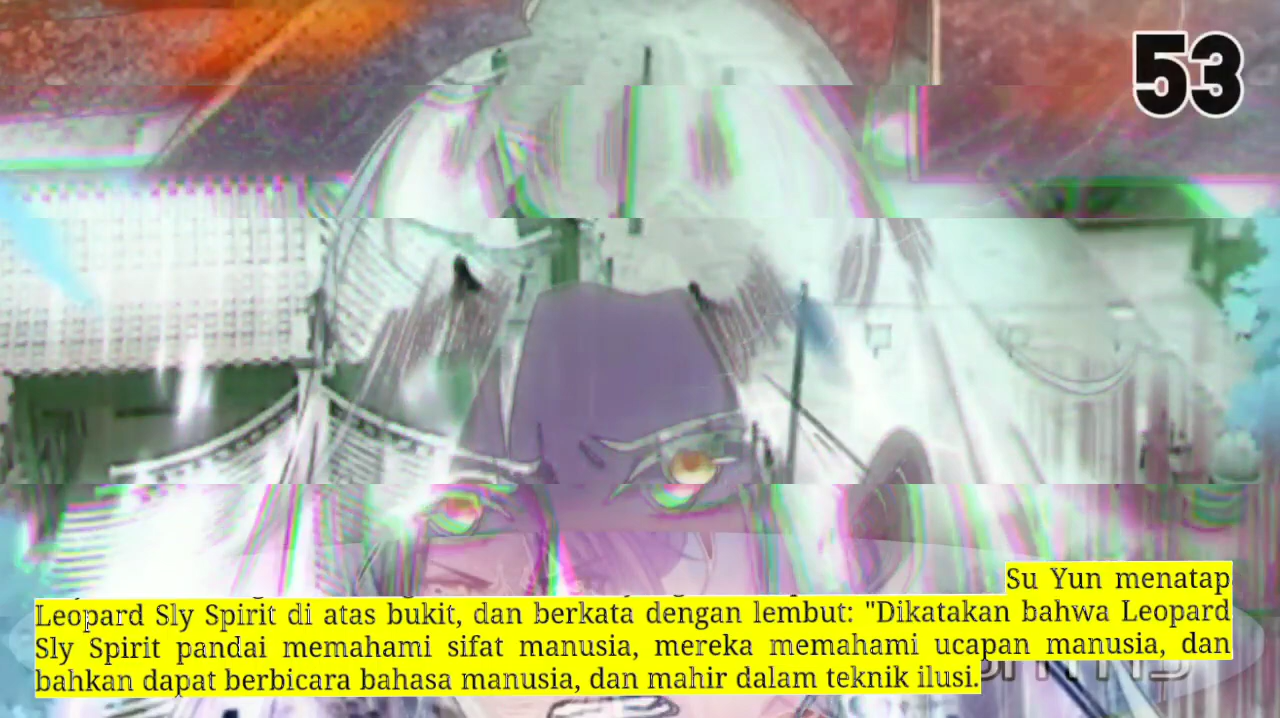 53
Su Yun menatap
Leopard Sly Spirit di atas bukit, dan berkata dengan lembut: "Dikatakan bahwa Leopard
Sly Spirit pandai memahami sifat manusia, mereka memahami ucapan manusia, dan
bahkan dapat berbicara bahasa manusia, dan mahir dalam teknik ilusi.